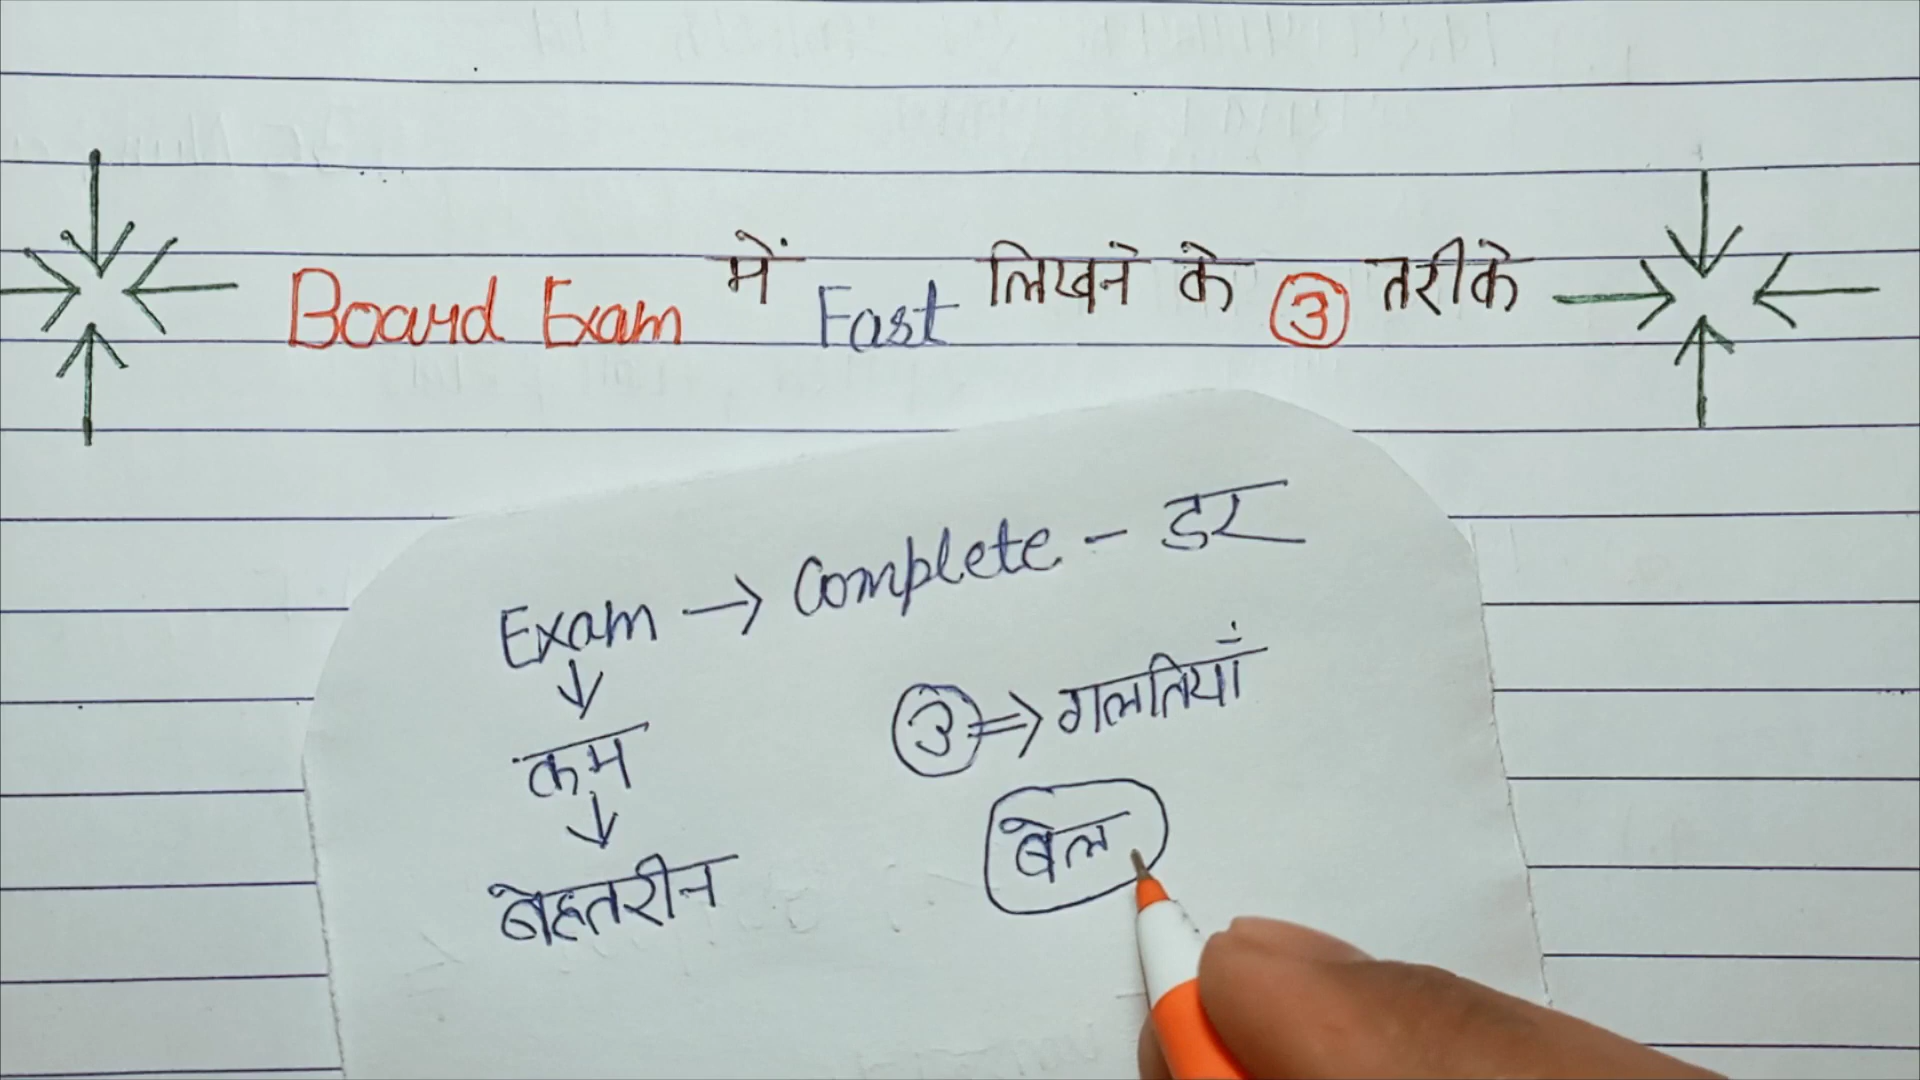 Board Exam में Fast लिखने के 3 तरीके
Exam → Complete - डर
↓
3 ⇒ गलतियाँ
कम
↓
बेल
बेहतरीन